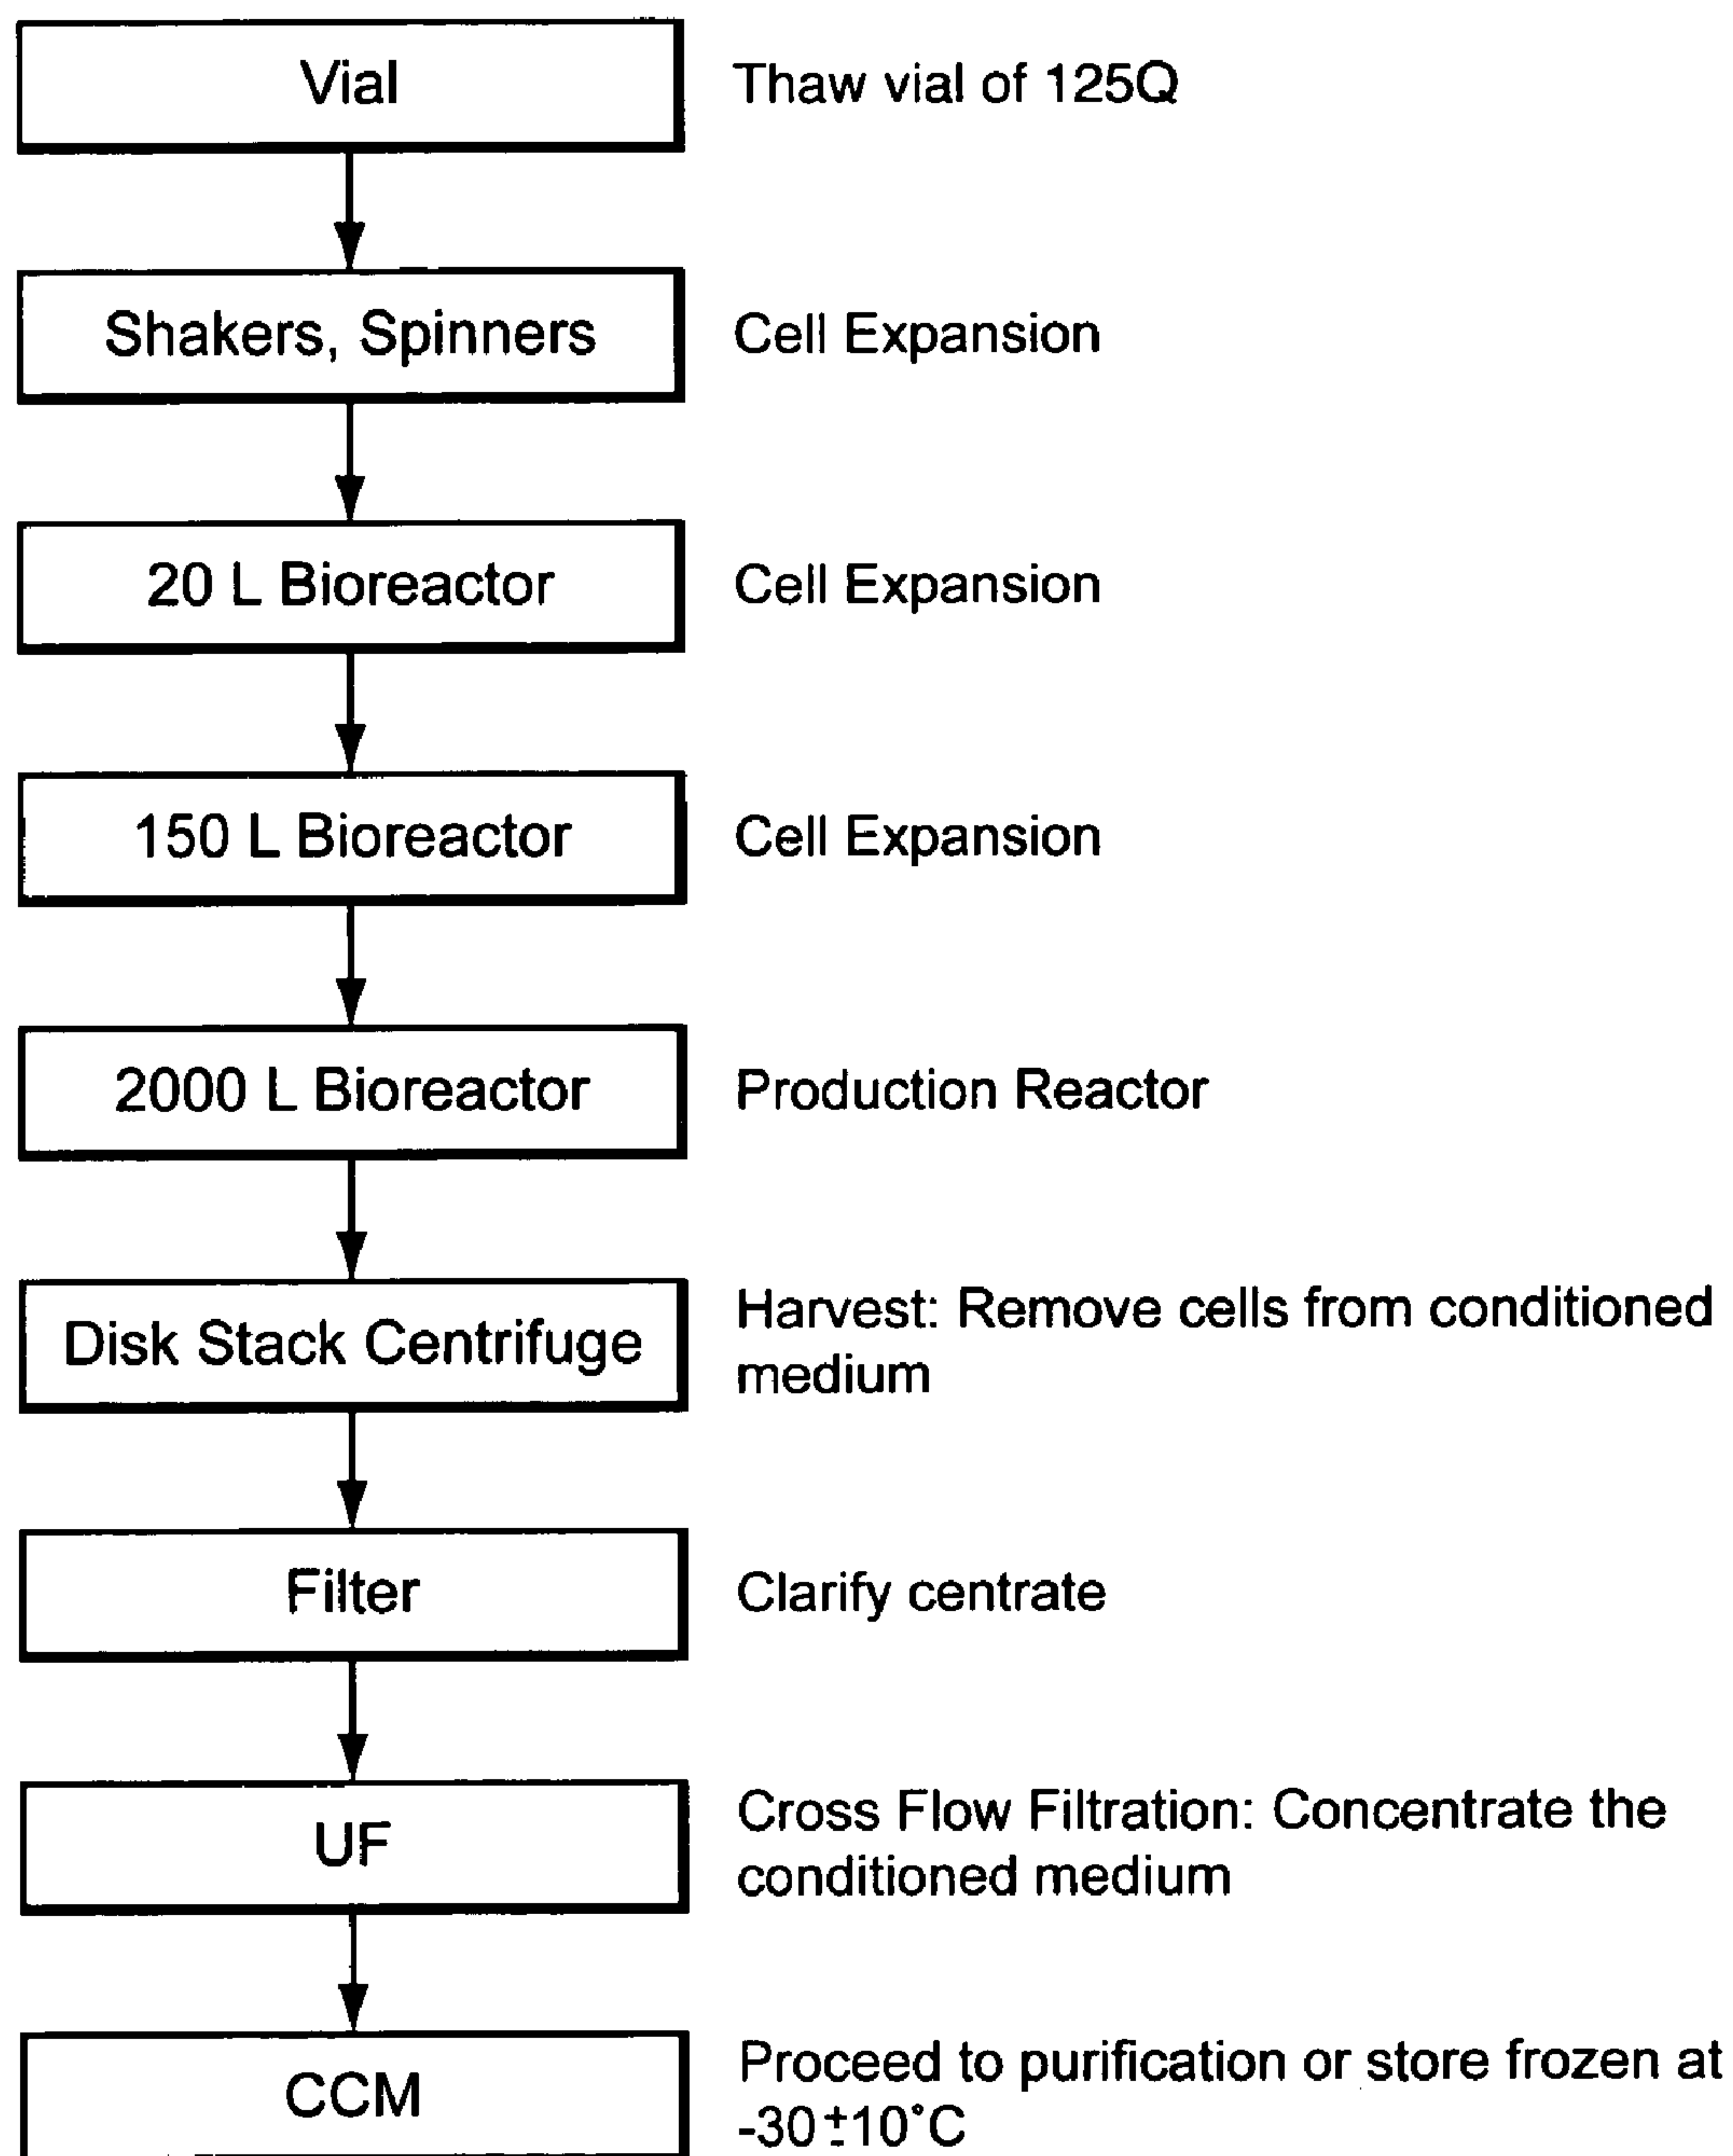 Vial
Thaw vial of 125Q
Shakers, Spinners
Cell Expansion
20 L Bioreactor
Cell Expansion
150 L Bioreactor
Cell Expansion
2000 L Bioreactor
Production Reactor
Disk Stack Centrifuge
Harvest: Remove cells from conditioned
medium
Filter
Clarify centrate
UF
Cross Flow Filtration: Concentrate the
conditioned medium
CCM
Proceed to purification or store frozen at
-30±10°C